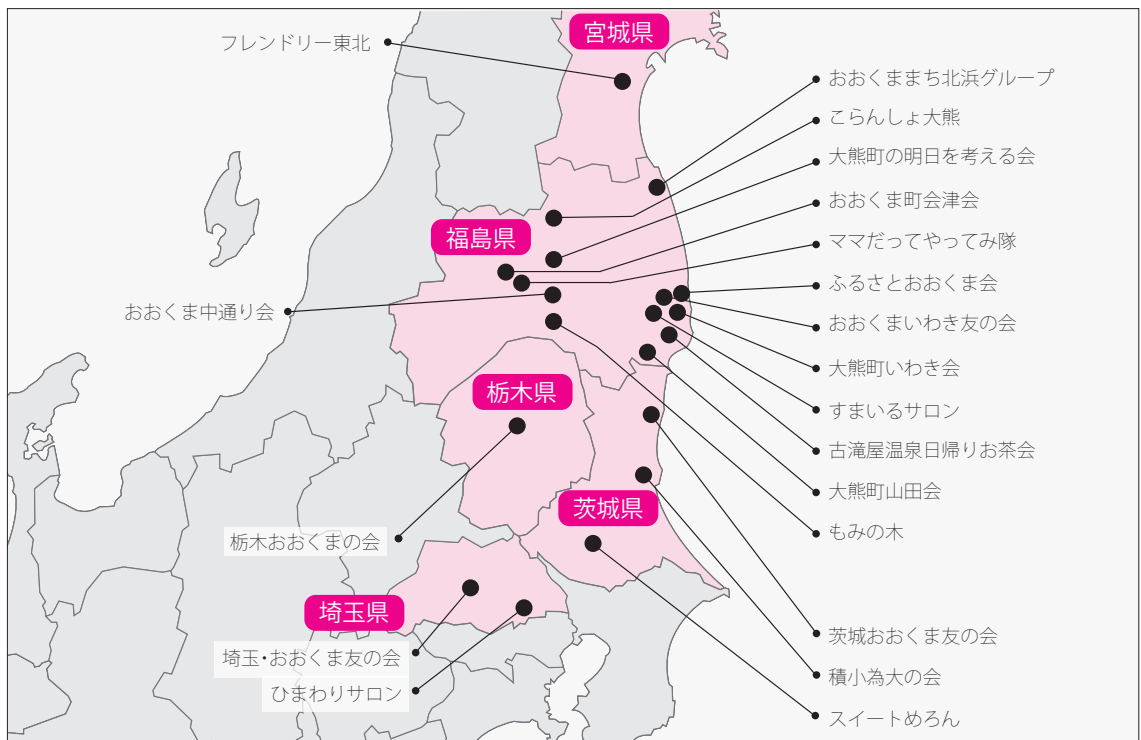 宮城県
フレンドリー東北
おおくままち北浜グループ
こらんしょ大熊
大熊町の明日を考える会
おおくま町会津会
福島県
ママだってやってみ隊
ふるさとおおくま会
おおくま中通り会
おおくまいわき友の会
大熊町いわき会
栃木県
すまいるサロン
古滝屋温泉日帰りお茶会
大熊町山田会
茨城県
もみの木
栃木おおくまの会
埼玉県
茨城おおくま友の会
埼玉・おおくま友の会
積小為大の会
ひまわりサロン
スイートめろん